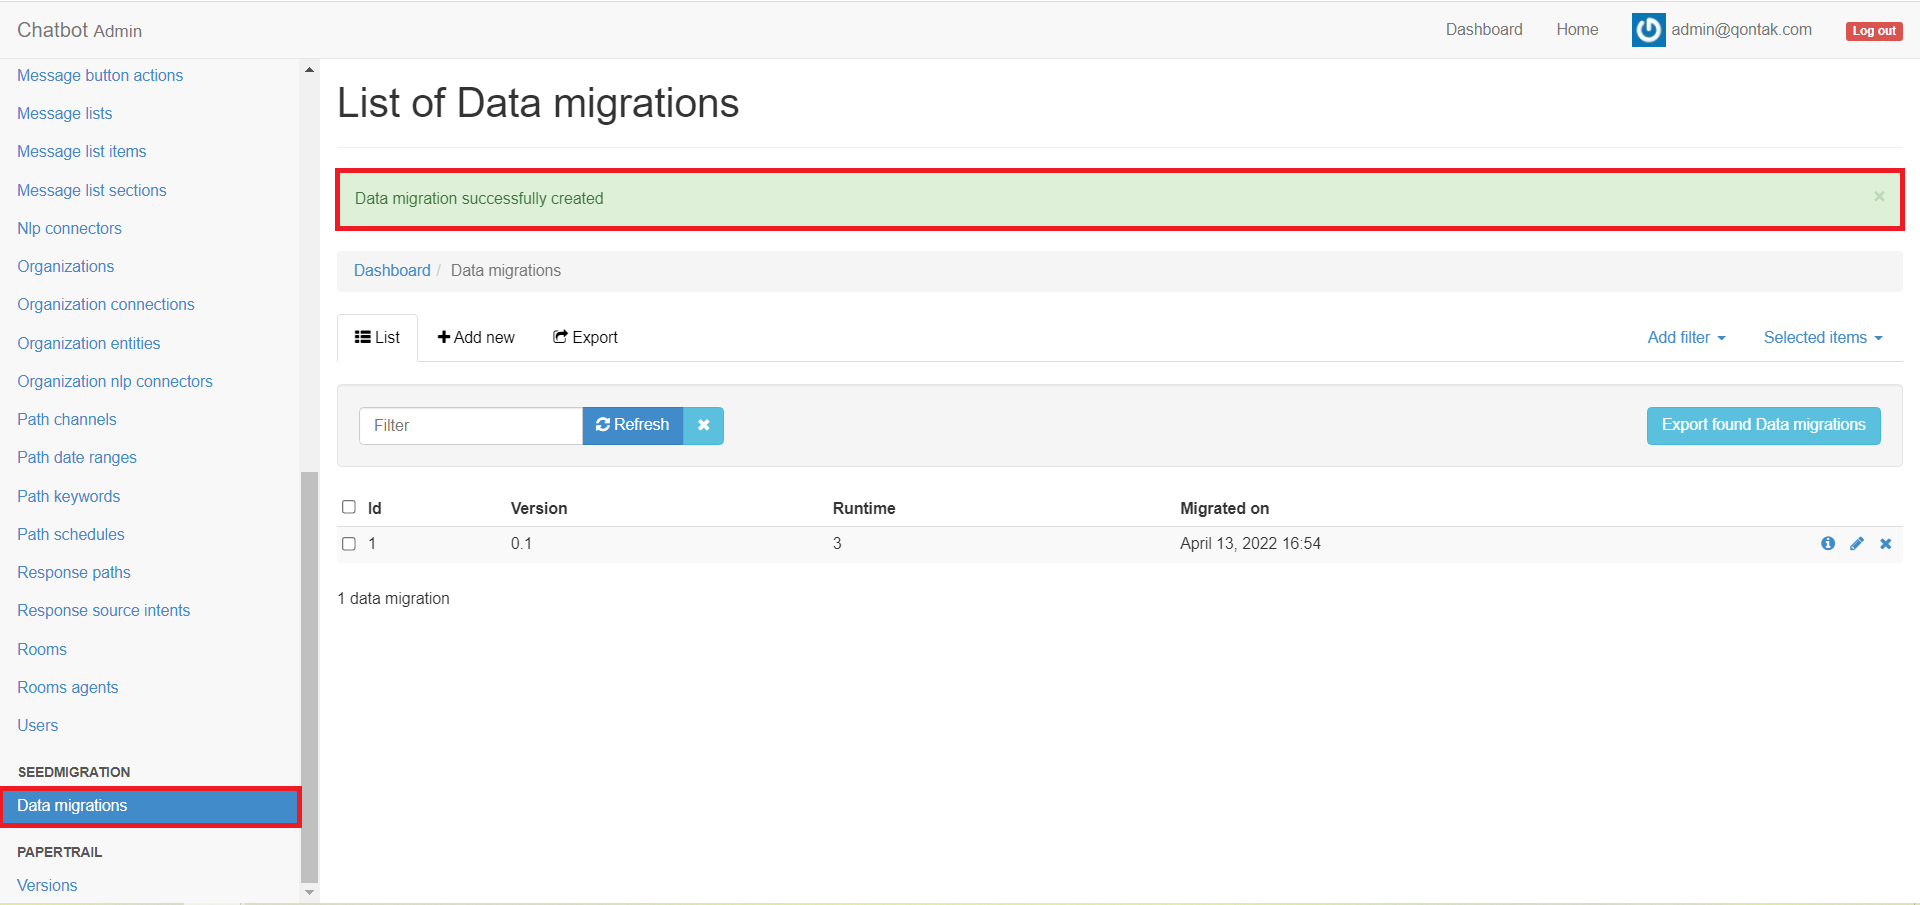 Chatbot Admin
Dashboard
Home
admin@qontak.com
Log out
Message button actions
Message lists
Message list items
Message list sections
Nlp connectors
Organizations
Organization connections
Organization entities
Organization nlp connectors
Path channels
Path date ranges
Path keywords
Path schedules
Response paths
Response source intents
Rooms
Rooms agents
Users
SEEDMIGRATION
Data migrations
PAPERTRAIL
Versions
List of Data migrations
Data migration successfully created ×
Dashboard / Data migrations
List
Add new
Export
Add filter
Selected items
Filter
Refresh
Export found Data migrations
Id Version Runtime Migrated on
1 0.1 3 April 13, 2022 16:54
1 data migration